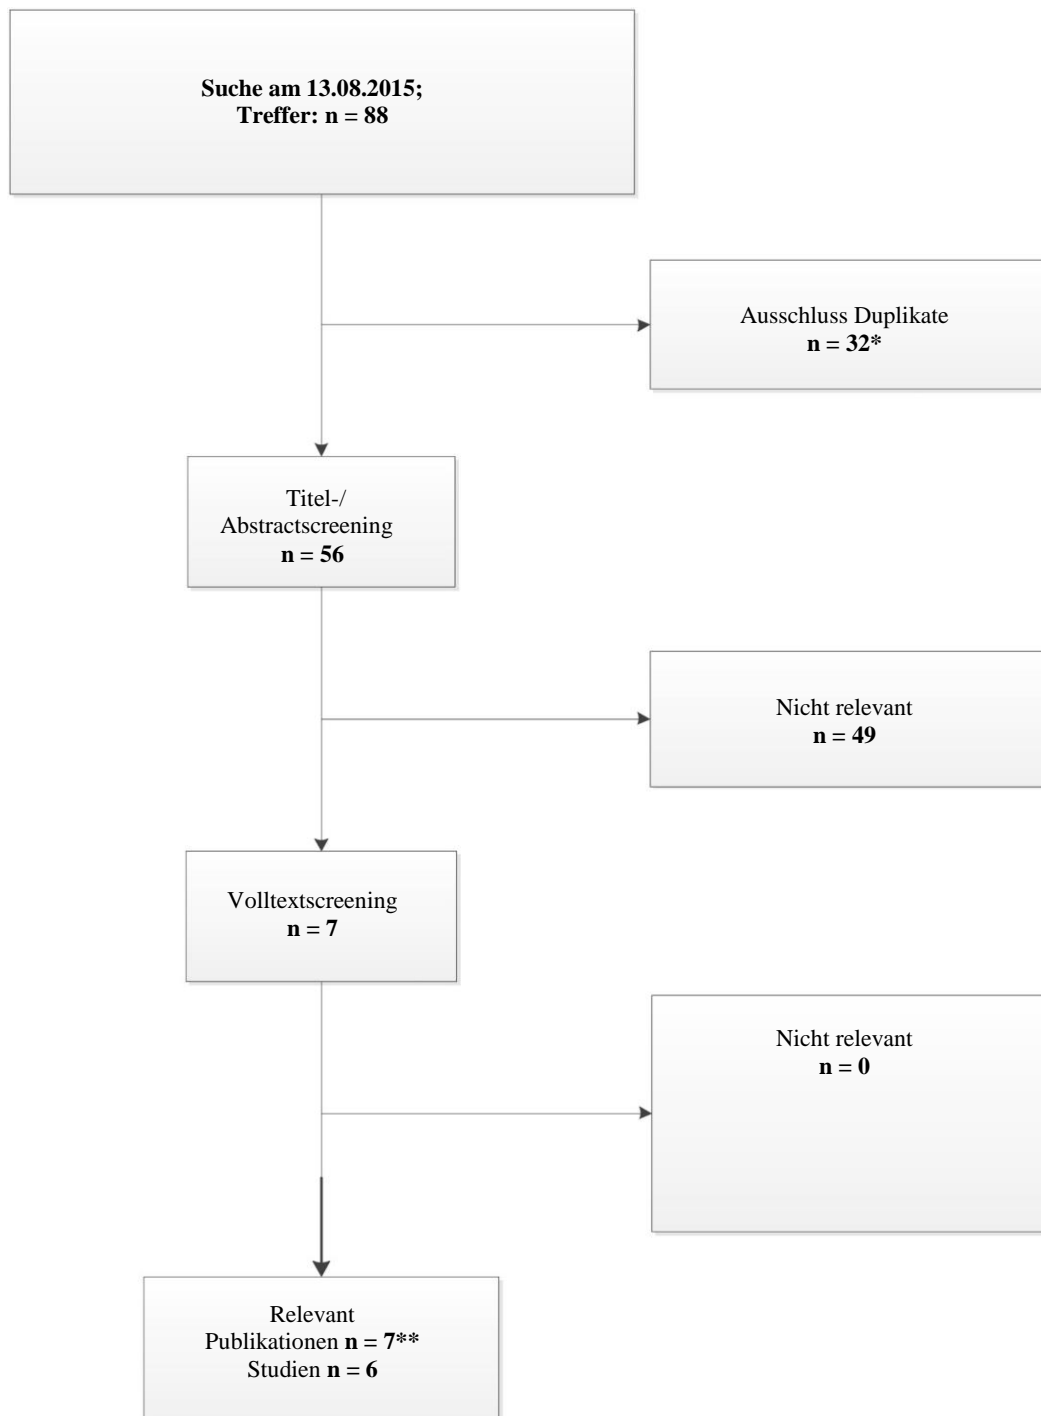 Suche am 13.08.2015;
Treffer: n = 88
Ausschluss Duplikate
n = 32*
Titel-/
Abstractscreening
n = 56
Nicht relevant
n = 49
Volltextscreening
n = 7
Nicht relevant
n = 0
Relevant
Publikationen n = 7**
Studien n = 6